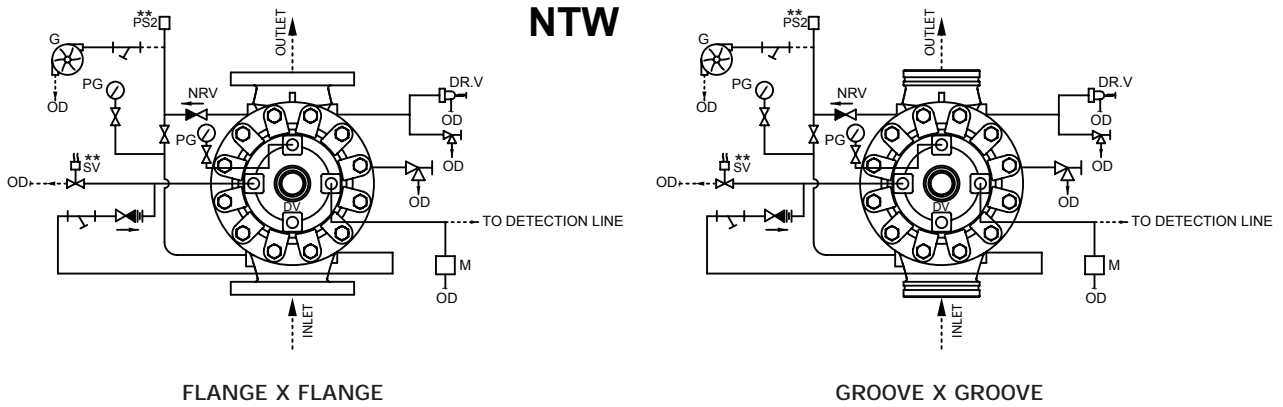 NTW
**
PS2
OUTLET
G
PG
OD
NRV
DR.V
OD
PG
OD
**
SV
OD
OD
DV
TO DETECTION LINE
M
OD
INLET
FLANGE X FLANGE
**
PS2
OUTLET
G
PG
OD
NRV
DR.V
OD
PG
OD
**
SV
OD
OD
DV
TO DETECTION LINE
M
OD
INLET
GROOVE X GROOVE